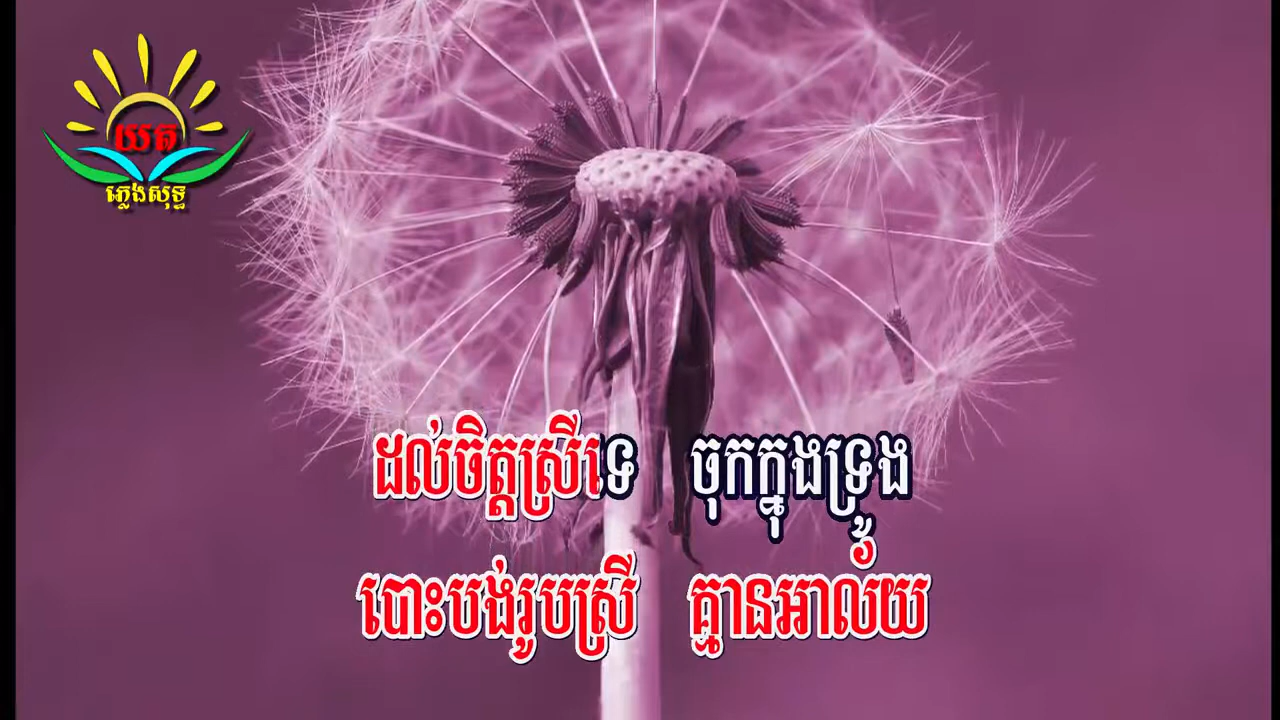 យត
ភ្លេងសុទ្ធ
ដល់ចិត្តស្រីទេ ចុកក្នុងទ្រូង
បោះបង់រូបស្រី គ្មានអាល័យ